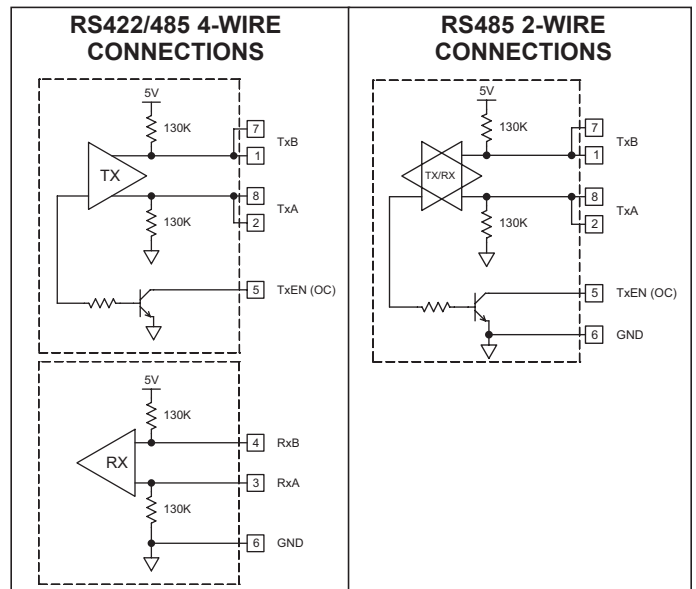 RS422/485 4-WIRE
CONNECTIONS
5V
130K
7
TxB
1
TX
8
TxA
130K
2
5 TxEN (OC)
5V
130K
4 RxB
RX
3 RxA
130K
6 GND
RS485 2-WIRE
CONNECTIONS
5V
130K
7
TxB
1
TX/RX
8
TxA
130K
2
5 TxEN (OC)
6 GND